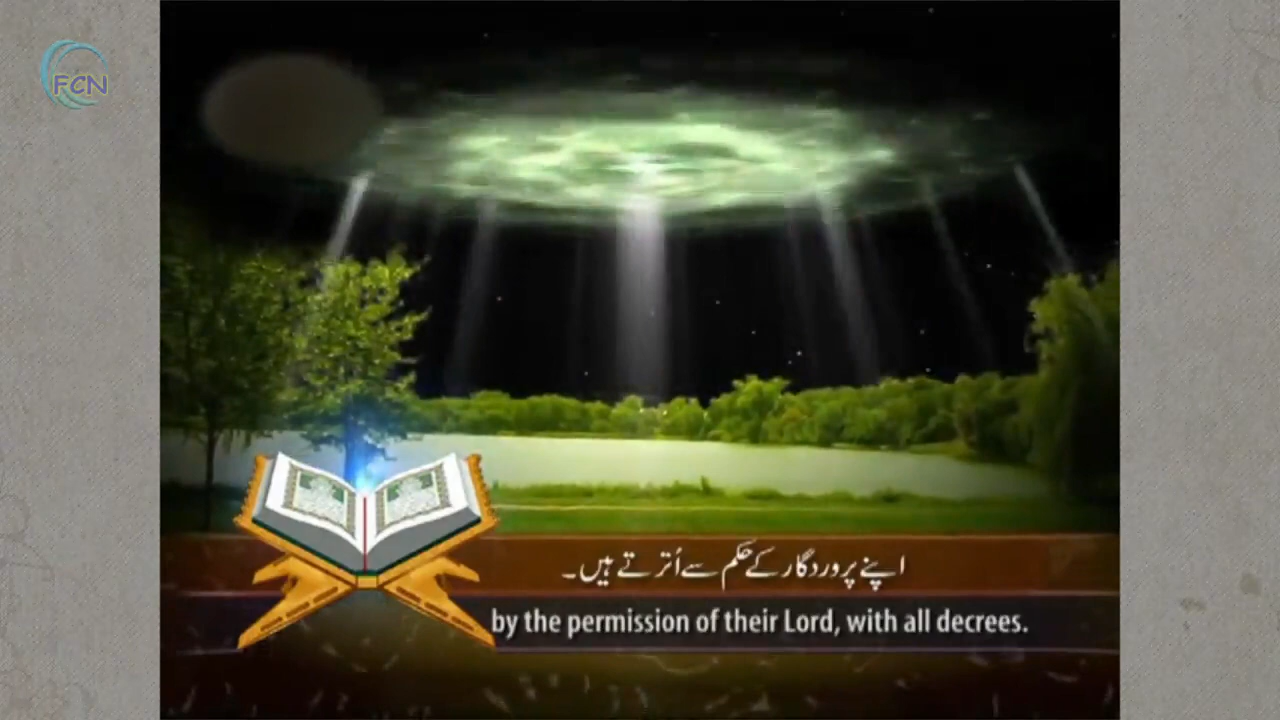 FCN
اپنے پروردگار کے حکم سے اُترتے ہیں۔
by the permission of their Lord, with all decrees.